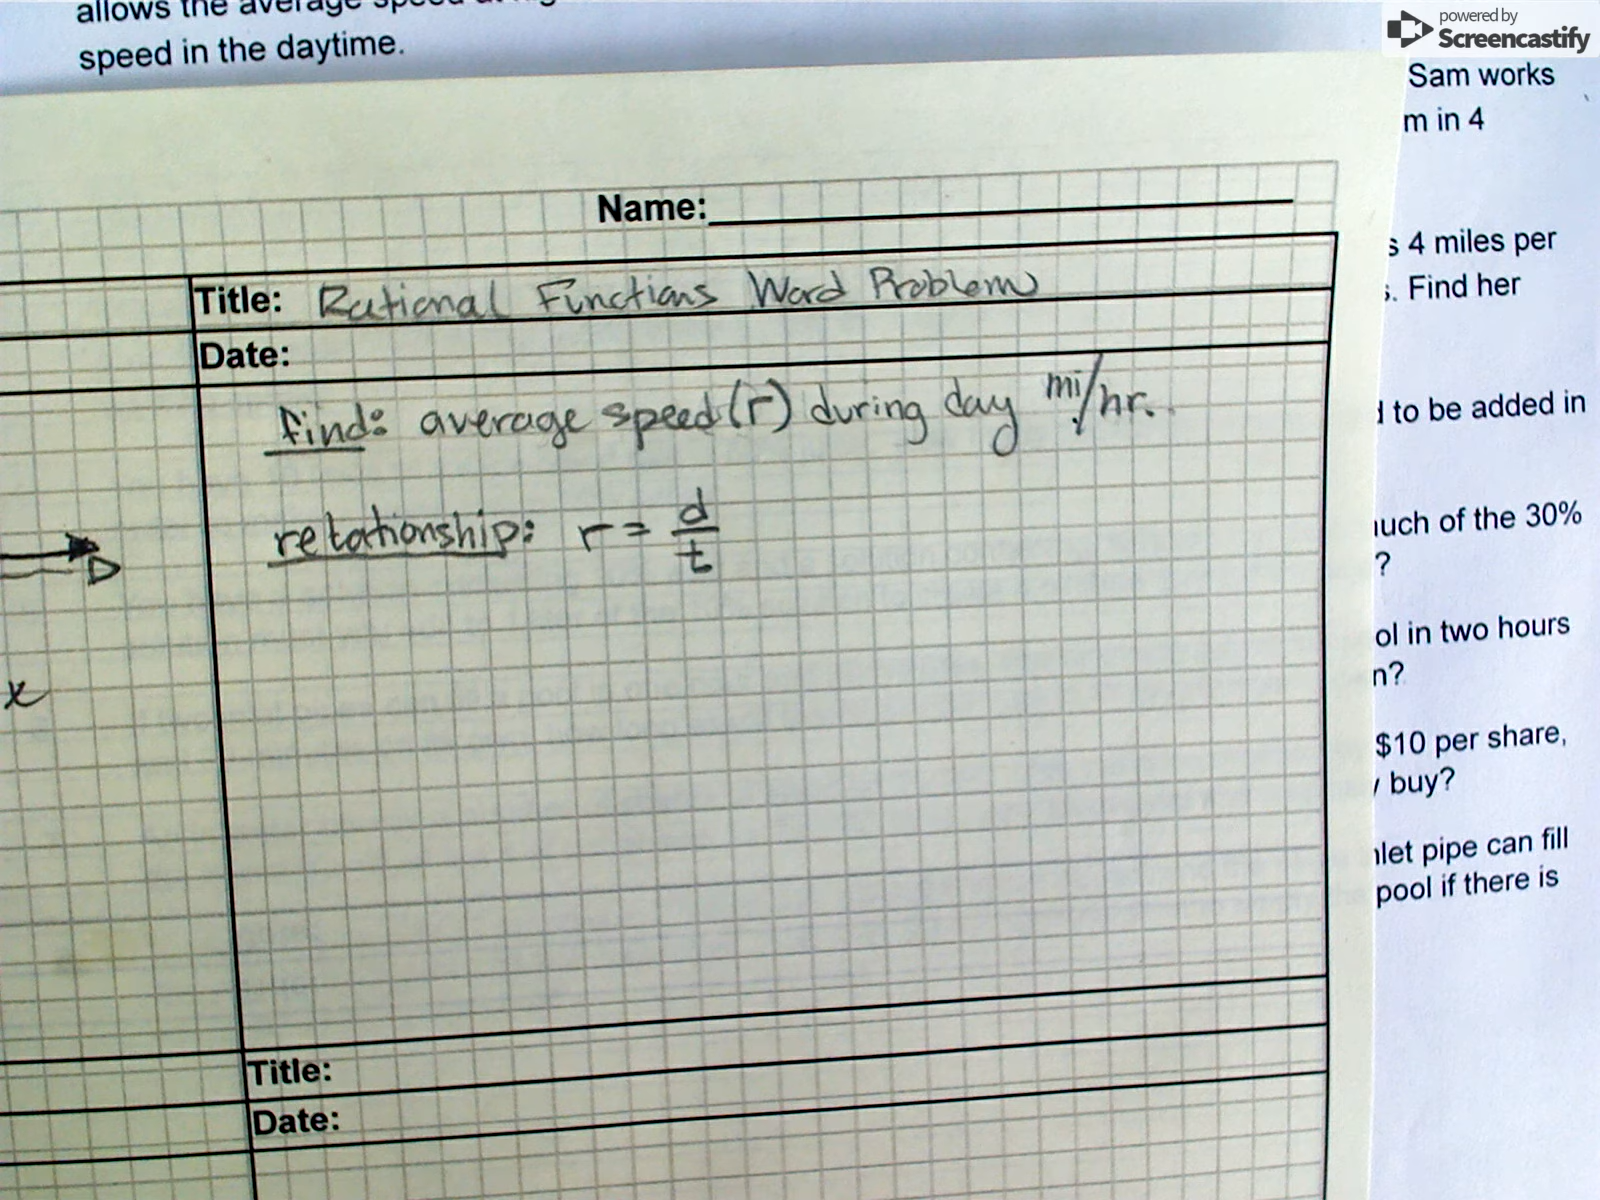 allows the average speed
speed in the daytime.
powered by
Screencastify
Sam works
m in 4
s 4 miles per
s. Find her
d to be added in
much of the 30%
?
ol in two hours
n?
$10 per share,
y buy?
nlet pipe can fill
pool if there is
Name:
Title: Rational Functions Word Problem
Date:
find: average speed (r) during day mi/hr.
relationship: r = d/t
x
Title:
Date: